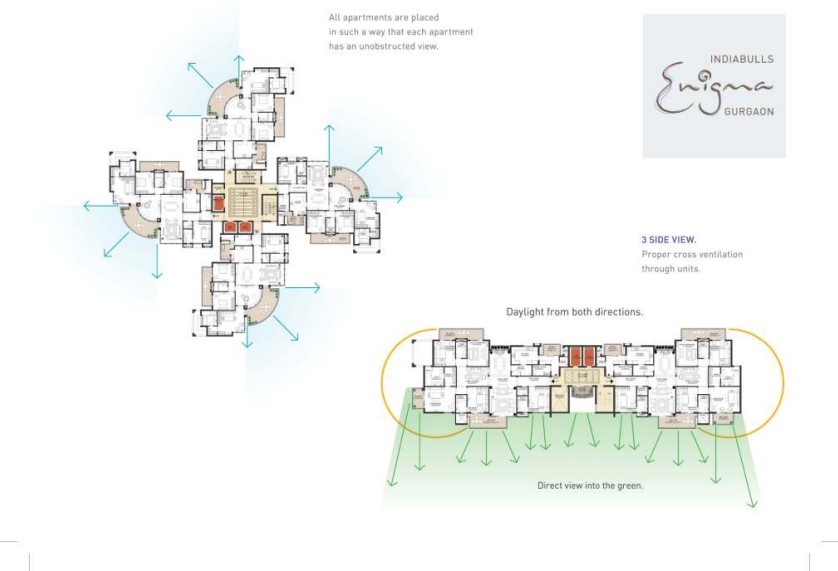 All apartments are placed
in such a way that each apartment
has an unobstructed view.
INDIABULLS
Enigma
GURGAON
3 SIDE VIEW.
Proper cross ventilation
through units.
Daylight from both directions.
Direct view into the green.